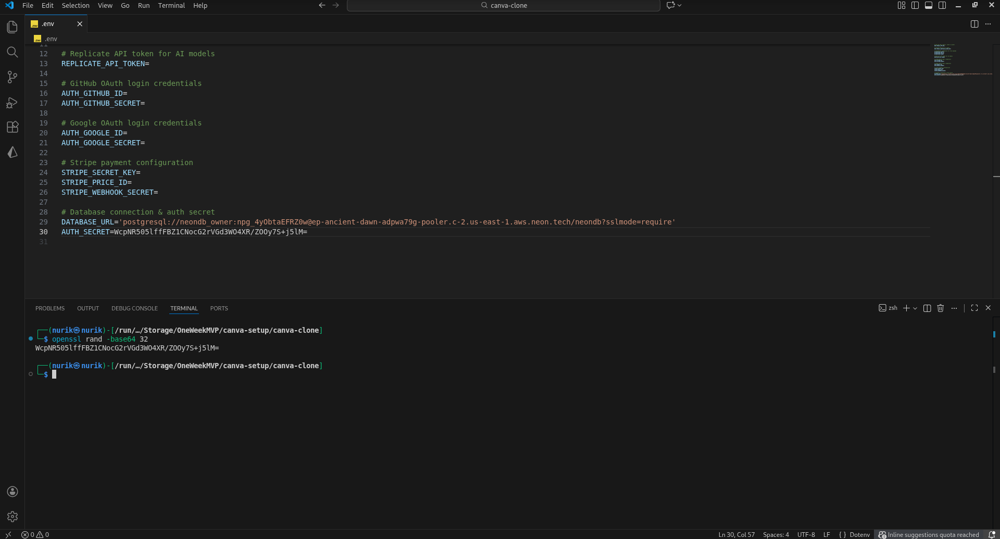 File Edit Selection View Go Run Terminal Help
canva-clone
.env
.env
11
12 # Replicate API token for AI models
13 REPLICATE_API_TOKEN=
14
15 # GitHub OAuth login credentials
16 AUTH_GITHUB_ID=
17 AUTH_GITHUB_SECRET=
18
19 # Google OAuth login credentials
20 AUTH_GOOGLE_ID=
21 AUTH_GOOGLE_SECRET=
22
23 # Stripe payment configuration
24 STRIPE_SECRET_KEY=
25 STRIPE_PRICE_ID=
26 STRIPE_WEBHOOK_SECRET=
27
28 # Database connection & auth secret
29 DATABASE_URL='postgresql://neondb_owner:npg_4yObtaEFRZ0w@ep-ancient-dawn-adpwa79g-pooler.c-2.us-east-1.aws.neon.tech/neondb?sslmode=require'
30 AUTH_SECRET=WcpNR505lffFBZ1CNocG2rVGd3WO4XR/ZOOy7S+j5lM=
31
PROBLEMS OUTPUT DEBUG CONSOLE TERMINAL PORTS
zsh
(nurik㉿nurik)-[/run/…/Storage/OneWeekMVP/canva-setup/canva-clone]
$ openssl rand -base64 32
WcpNR505lffFBZ1CNocG2rVGd3WO4XR/ZOOy7S+j5lM=
(nurik㉿nurik)-[/run/…/Storage/OneWeekMVP/canva-setup/canva-clone]
$
0 0 Ln 30, Col 57 Spaces: 4 UTF-8 LF { } Dotenv Inline suggestions quota reached